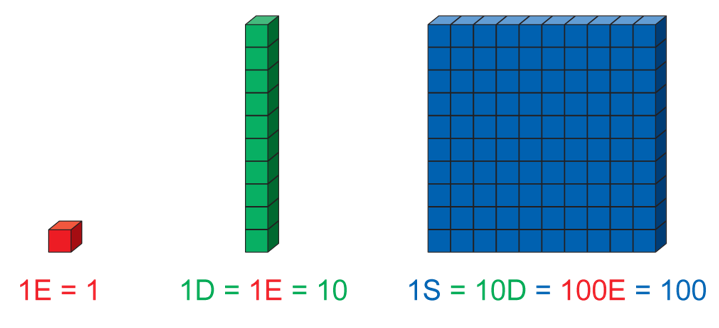 1E = 1
1D = 1E = 10
1S = 10D = 100E = 100